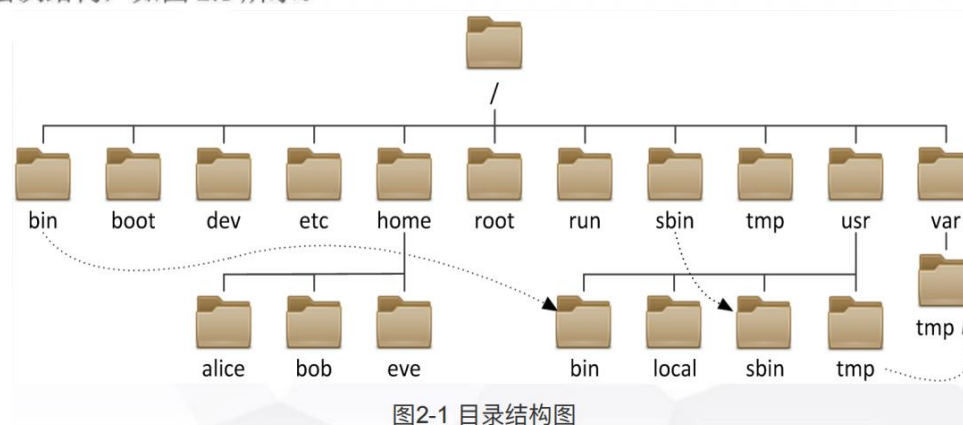 /
bin boot dev etc home root run sbin tmp usr var
alice bob eve bin local sbin tmp tmp
图2-1 目录结构图